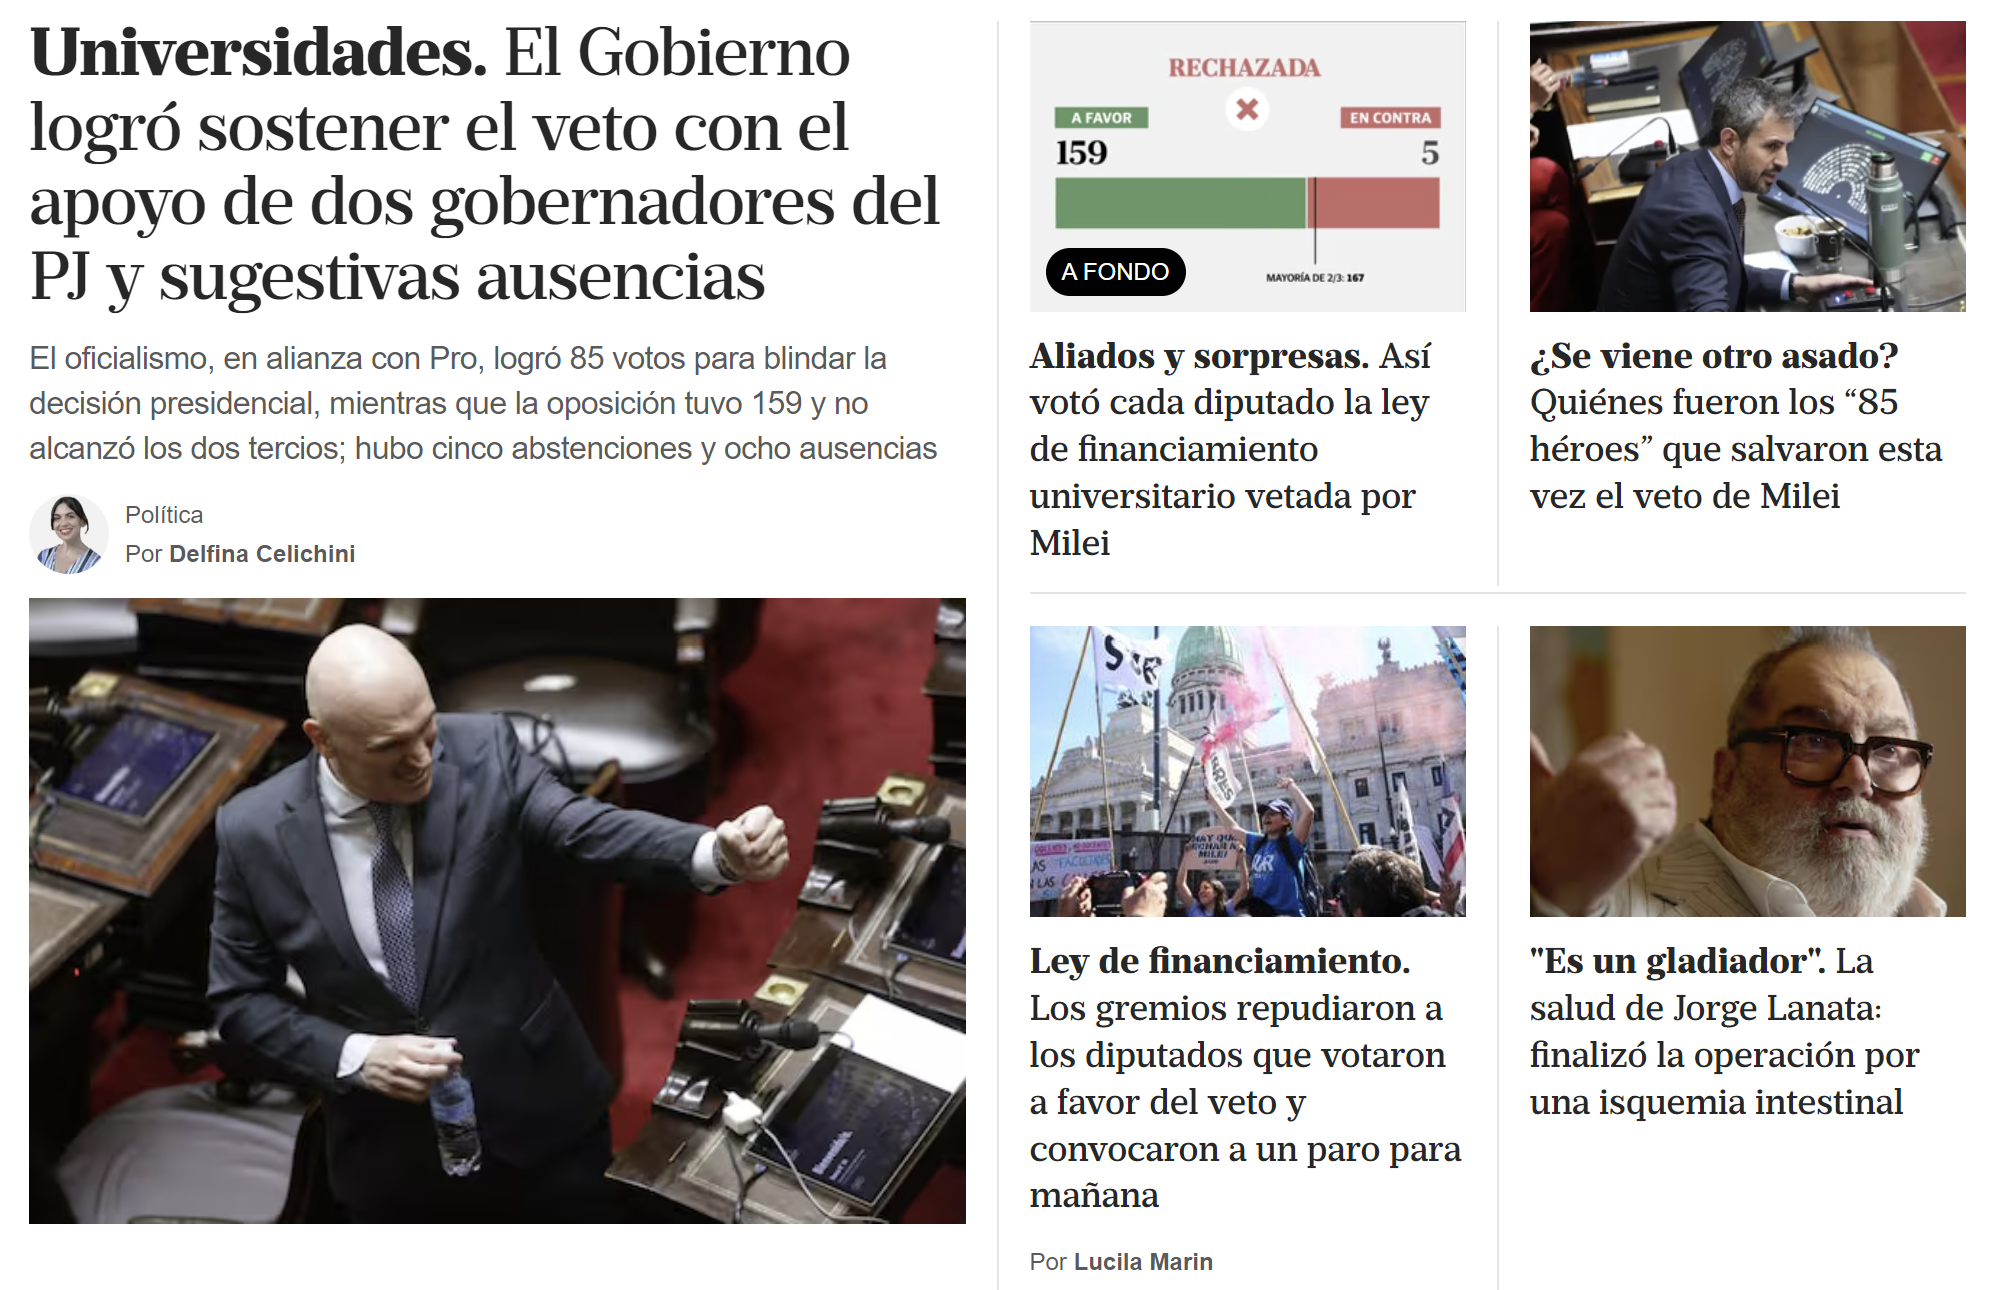 Universidades. El Gobierno
logró sostener el veto con el
apoyo de dos gobernadores del
PJ y sugestivas ausencias
El oficialismo, en alianza con Pro, logró 85 votos para blindar la
decisión presidencial, mientras que la oposición tuvo 159 y no
alcanzó los dos tercios; hubo cinco abstenciones y ocho ausencias
Política
Por Delfina Celichini
RECHAZADA
A FAVOR
EN CONTRA
159
5
MAYORÍA DE 2/3: 167
A FONDO
Aliados y sorpresas. Así
votó cada diputado la ley
de financiamiento
universitario vetada por
Milei
¿Se viene otro asado?
Quiénes fueron los “85
héroes” que salvaron esta
vez el veto de Milei
Ley de financiamiento.
Los gremios repudiaron a
los diputados que votaron
a favor del veto y
convocaron a un paro para
mañana
Por Lucila Marin
"Es un gladiador". La
salud de Jorge Lanata:
finalizó la operación por
una isquemia intestinal